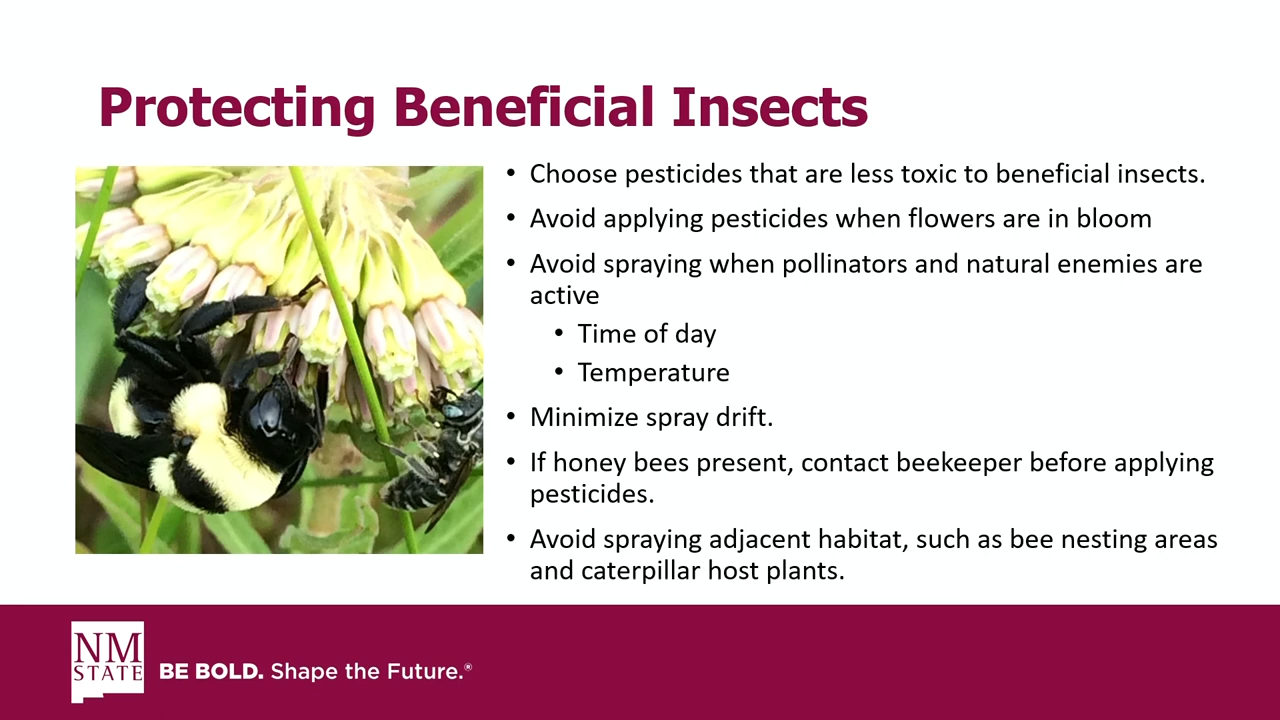 Protecting Beneficial Insects
• Choose pesticides that are less toxic to beneficial insects.
• Avoid applying pesticides when flowers are in bloom
• Avoid spraying when pollinators and natural enemies are
active
• Time of day
• Temperature
• Minimize spray drift.
• If honey bees present, contact beekeeper before applying
pesticides.
• Avoid spraying adjacent habitat, such as bee nesting areas
and caterpillar host plants.
NM
STATE
BE BOLD. Shape the Future.®